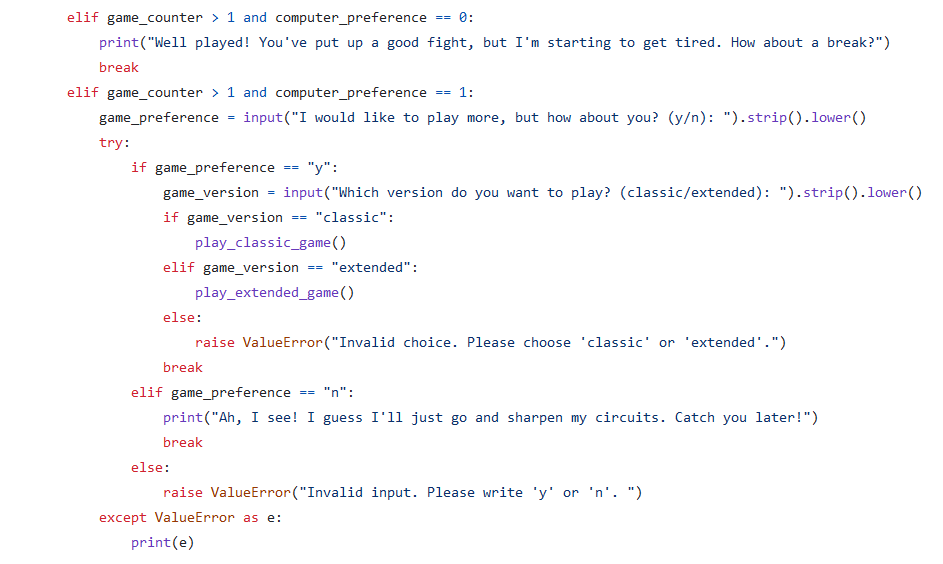 elif game_counter > 1 and computer_preference == 0:
print("Well played! You've put up a good fight, but I'm starting to get tired. How about a break?")
break
elif game_counter > 1 and computer_preference == 1:
game_preference = input("I would like to play more, but how about you? (y/n): ").strip().lower()
try:
if game_preference == "y":
game_version = input("Which version do you want to play? (classic/extended): ").strip().lower()
if game_version == "classic":
play_classic_game()
elif game_version == "extended":
play_extended_game()
else:
raise ValueError("Invalid choice. Please choose 'classic' or 'extended'.")
break
elif game_preference == "n":
print("Ah, I see! I guess I'll just go and sharpen my circuits. Catch you later!")
break
else:
raise ValueError("Invalid input. Please write 'y' or 'n'. ")
except ValueError as e:
print(e)